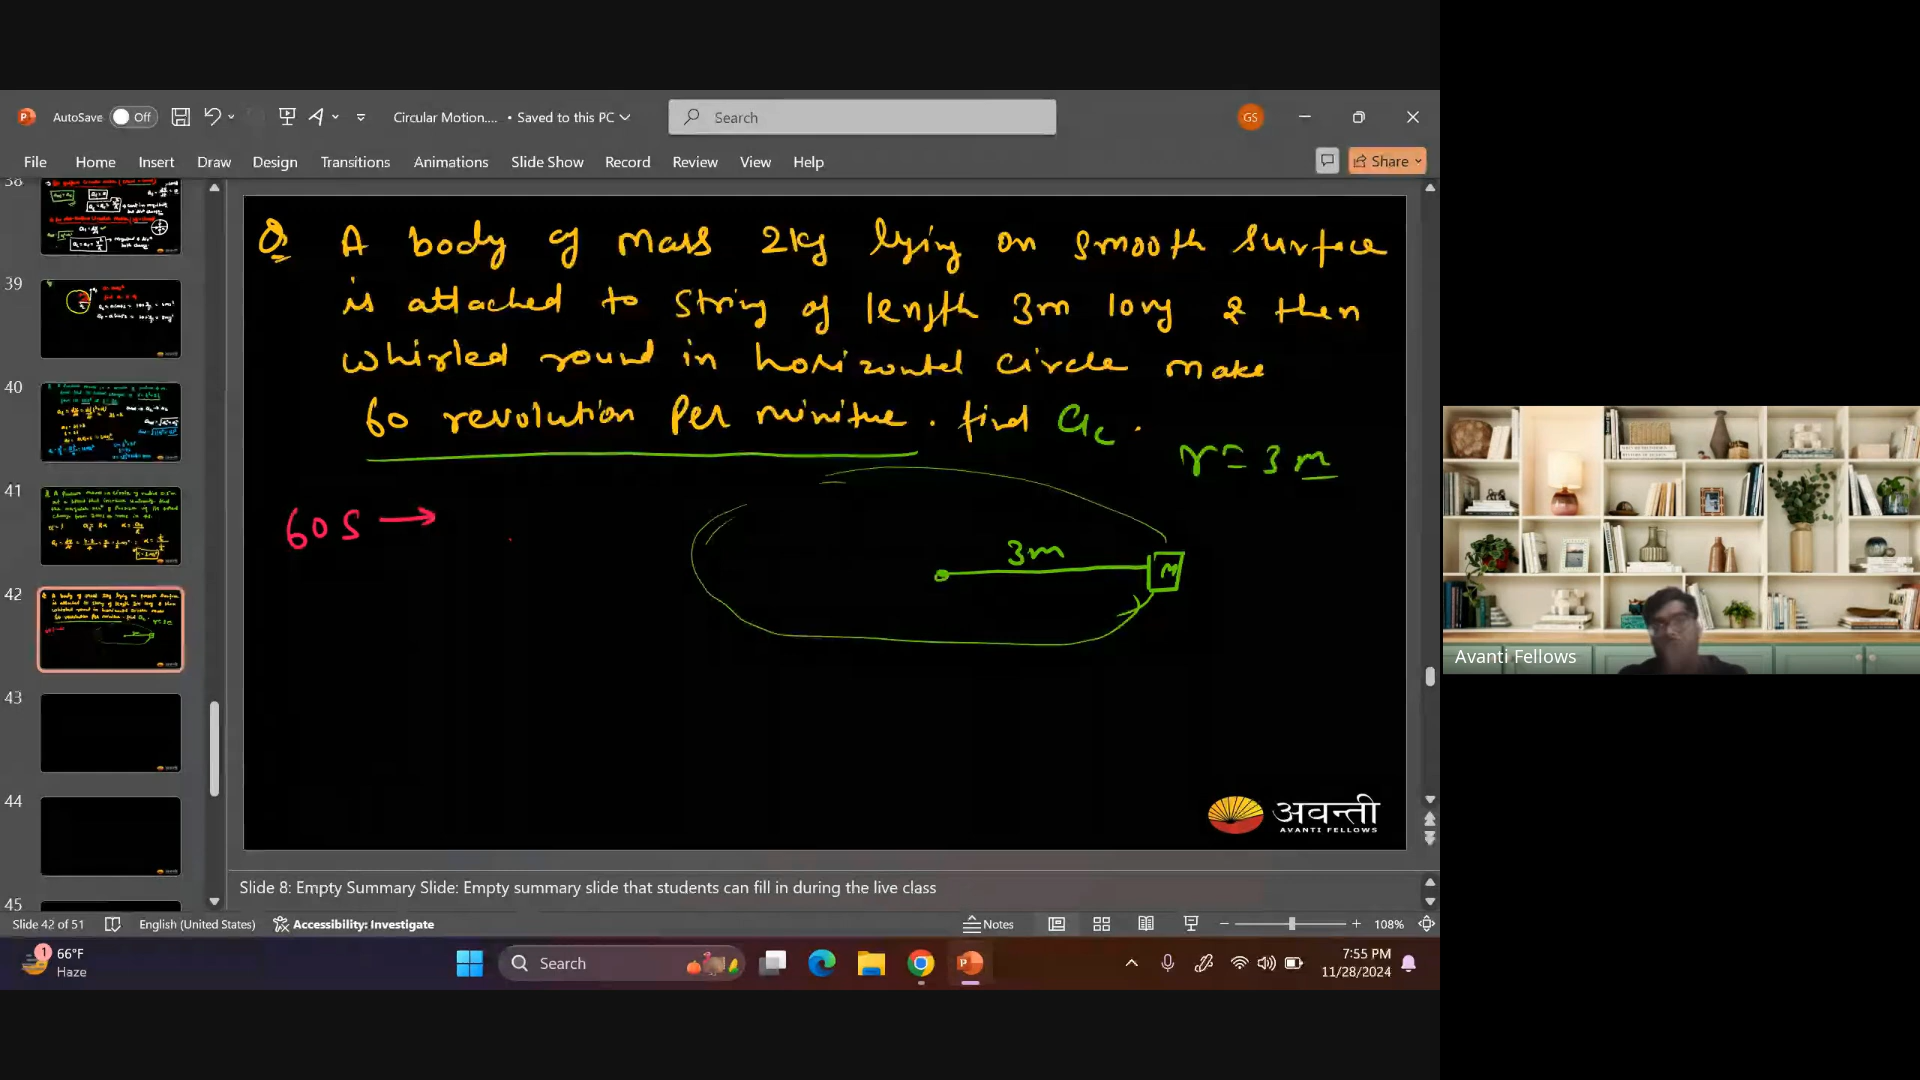 AutoSave Off Circular Motion.... • Saved to this PC Search GS
File Home Insert Draw Design Transitions Animations Slide Show Record Review View Help Share
38
39
40
41
42
43
44
45
Q. A body of mass 2kg lying on smooth surface
is attached to string of length 3m long & then
whirled round in horizontal circle make
60 revolution Per minitue. find ac.
r = 3m
60 S →
3m
M
अवन्ती
AVANTI FELLOWS
Slide 8: Empty Summary Slide: Empty summary slide that students can fill in during the live class
Slide 42 of 51 English (United States) Accessibility: Investigate Notes 108%
1 66°F
Haze
Search
7:55 PM
11/28/2024
Avanti Fellows